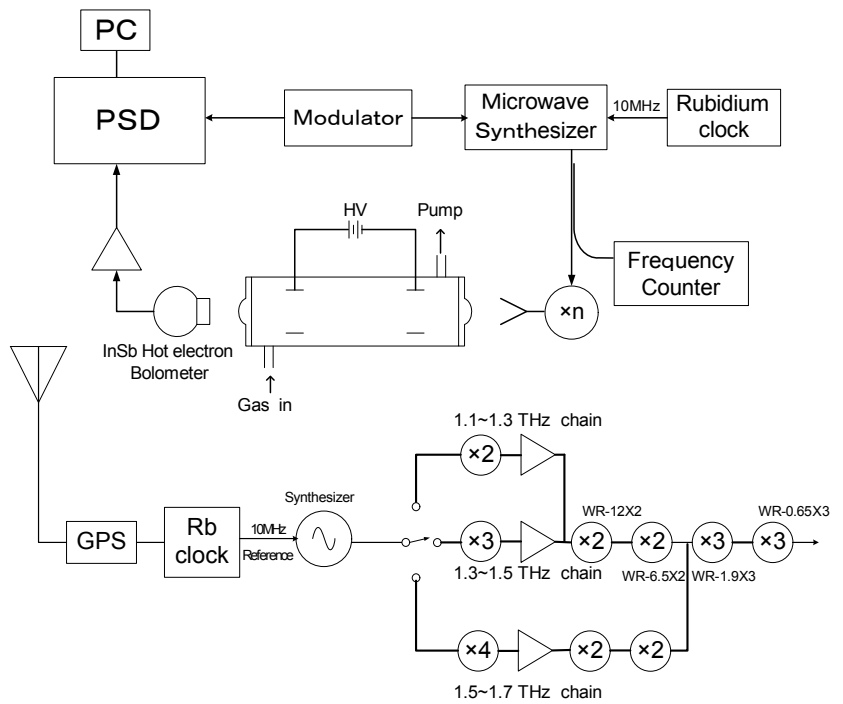 PC
PSD
Modulator
Microwave
Synthesizer
10MHz
Rubidium
clock
HV
Pump
Frequency
Counter
×n
InSb Hot electron
Bolometer
Gas in
1.1~1.3 THz chain
×2
Synthesizer
WR-12X2
WR-0.65X3
GPS
Rb
clock
10MHz
Reference
×3
×2
×2
×3
×3
1.3~1.5 THz chain
WR-6.5X2
WR-1.9X3
×4
×2
×2
1.5~1.7 THz chain